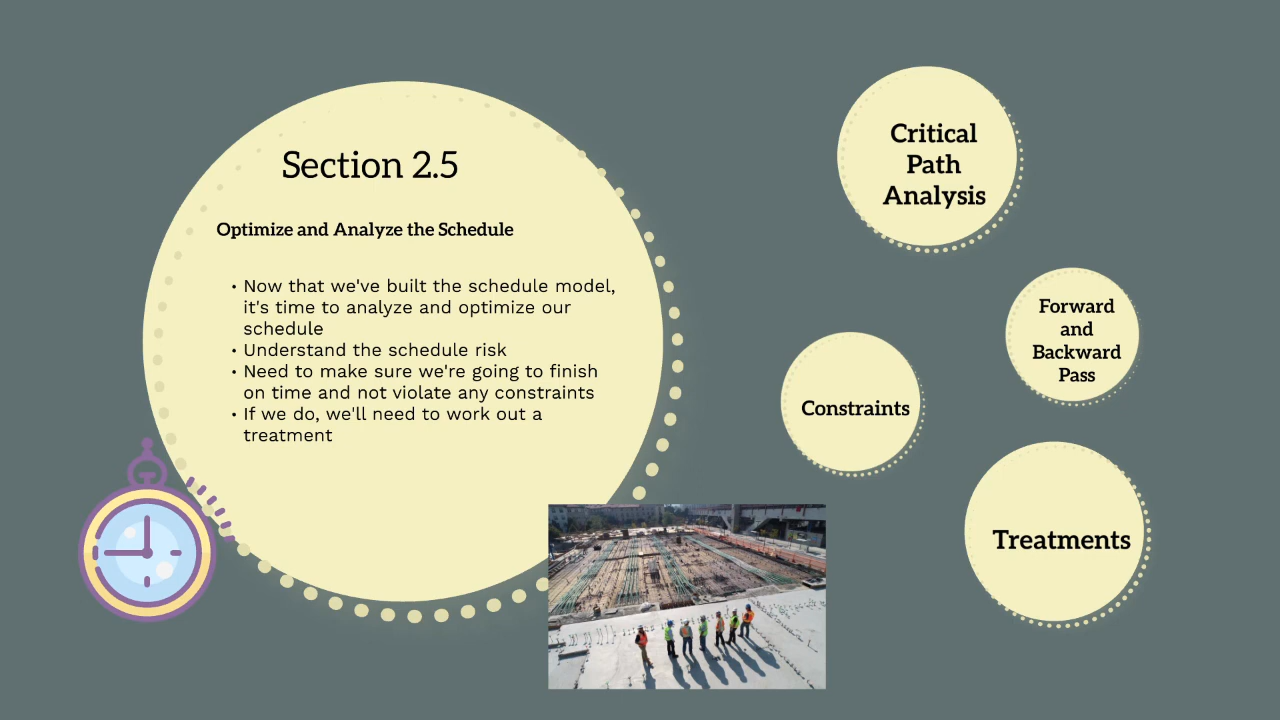 Section 2.5
Optimize and Analyze the Schedule
• Now that we've built the schedule model,
it's time to analyze and optimize our
schedule
• Understand the schedule risk
• Need to make sure we're going to finish
on time and not violate any constraints
• If we do, we'll need to work out a
treatment
Critical
Path
Analysis
Forward
and
Backward
Pass
Constraints
Treatments